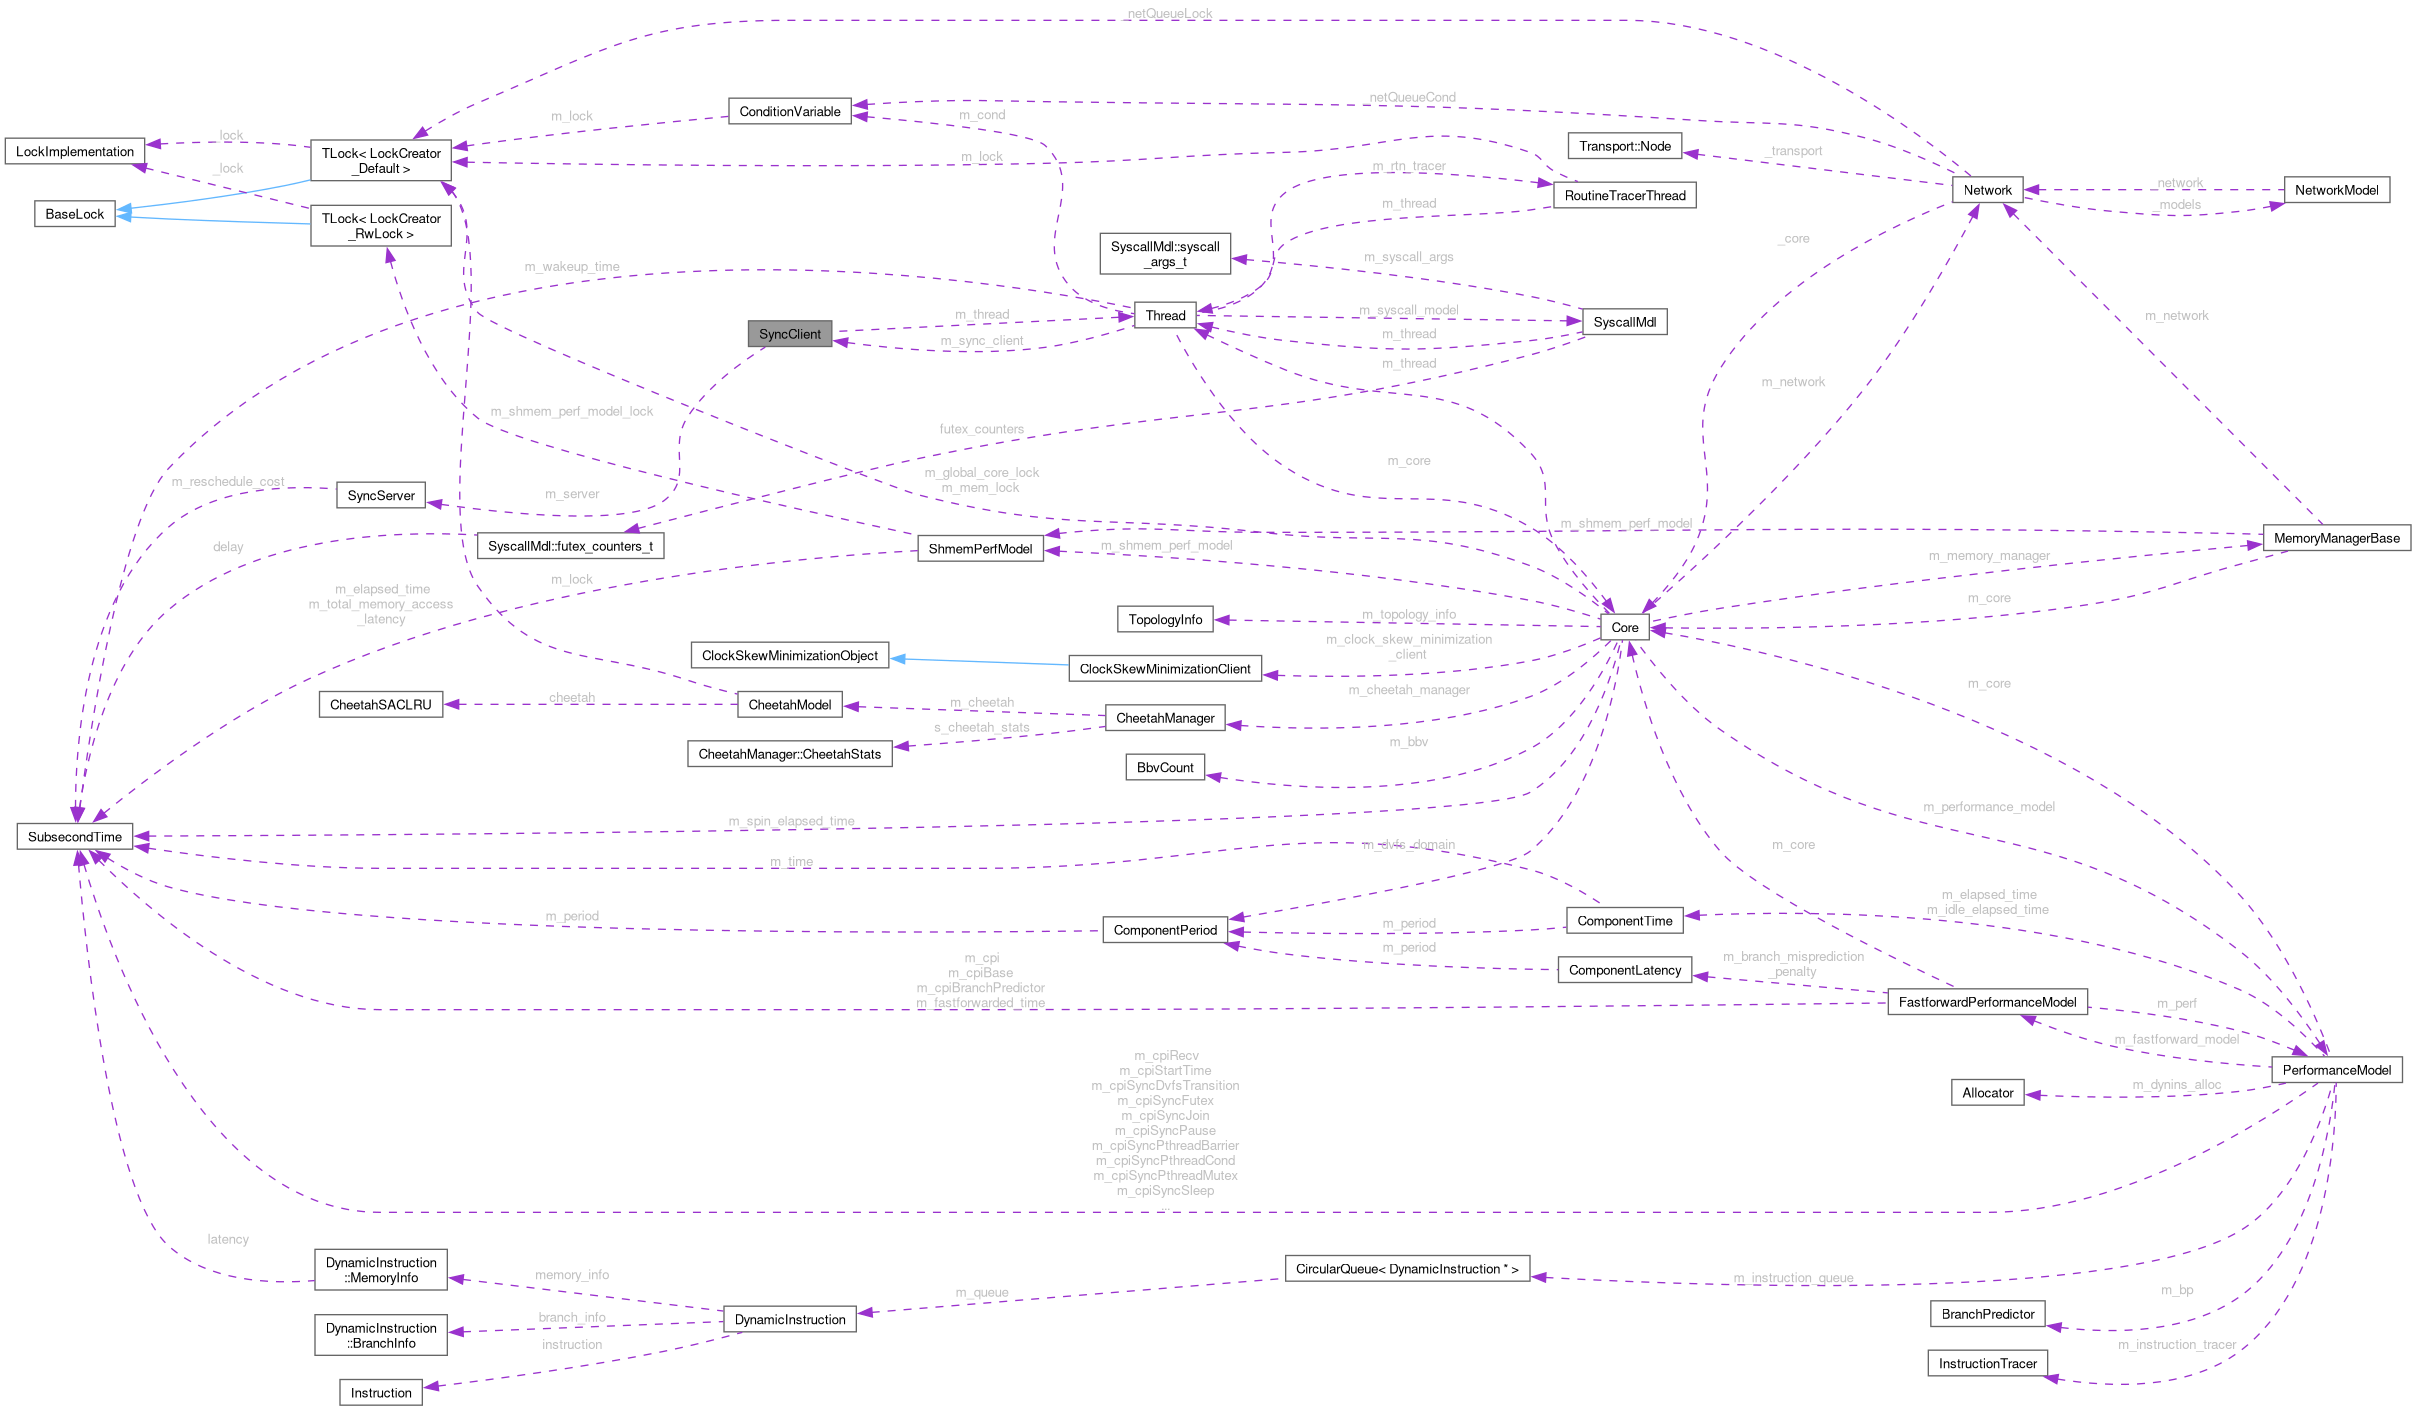 netQueueLock
ConditionVariable
netQueueCond
m_lock
m_cond
LockImplementation
_lock
TLock< LockCreator
_Default >
m_lock
Transport::Node
_transport
m_rtn_tracer
RoutineTracerThread
Network
_network
NetworkModel
_models
_lock
BaseLock
TLock< LockCreator
_RwLock >
m_thread
SyscallMdl::syscall
_args_t
m_syscall_args
_core
m_wakeup_time
Thread
m_syscall_model
SyscallMdl
m_network
SyncClient
m_thread
m_sync_client
m_thread
m_thread
m_network
m_shmem_perf_model_lock
futex_counters
m_core
m_reschedule_cost
SyncServer
m_server
m_global_core_lock
m_mem_lock
delay
SyscallMdl::futex_counters_t
ShmemPerfModel
m_shmem_perf_model
m_shmem_perf_model
MemoryManagerBase
m_memory_manager
m_elapsed_time
m_total_memory_access
_latency
m_lock
m_core
TopologyInfo
m_topology_info
Core
ClockSkewMinimizationObject
ClockSkewMinimizationClient
m_clock_skew_minimization
_client
CheetahSACLRU
cheetah
CheetahModel
m_cheetah
CheetahManager
m_cheetah_manager
m_core
s_cheetah_stats
CheetahManager::CheetahStats
BbvCount
m_bbv
SubsecondTime
m_spin_elapsed_time
m_performance_model
m_time
m_dvfs_domain
m_core
m_period
ComponentPeriod
m_period
ComponentTime
m_elapsed_time
m_idle_elapsed_time
m_period
ComponentLatency
m_branch_misprediction
_penalty
m_cpi
m_cpiBase
m_cpiBranchPredictor
m_fastforwarded_time
FastforwardPerformanceModel
m_perf
m_fastforward_model
PerformanceModel
Allocator
m_dynins_alloc
m_cpiRecv
m_cpiStartTime
m_cpiSyncDvfsTransition
m_cpiSyncFutex
m_cpiSyncJoin
m_cpiSyncPause
m_cpiSyncPthreadBarrier
m_cpiSyncPthreadCond
m_cpiSyncPthreadMutex
m_cpiSyncSleep
...
latency
DynamicInstruction
::MemoryInfo
memory_info
CircularQueue< DynamicInstruction * >
m_instruction_queue
m_queue
m_bp
DynamicInstruction
::BranchInfo
branch_info
DynamicInstruction
BranchPredictor
instruction
m_instruction_tracer
InstructionTracer
Instruction